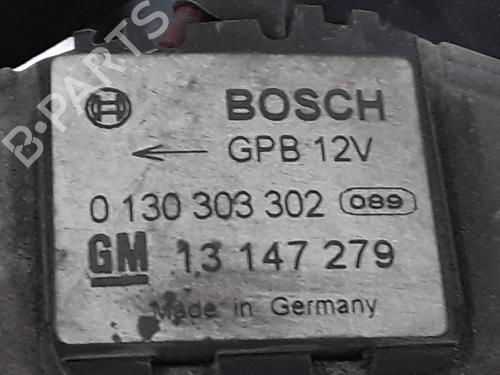 B-PARTS
BOSCH
← GPB 12V
0 130 303 302 089
GM 13 147 279
Made in Germany